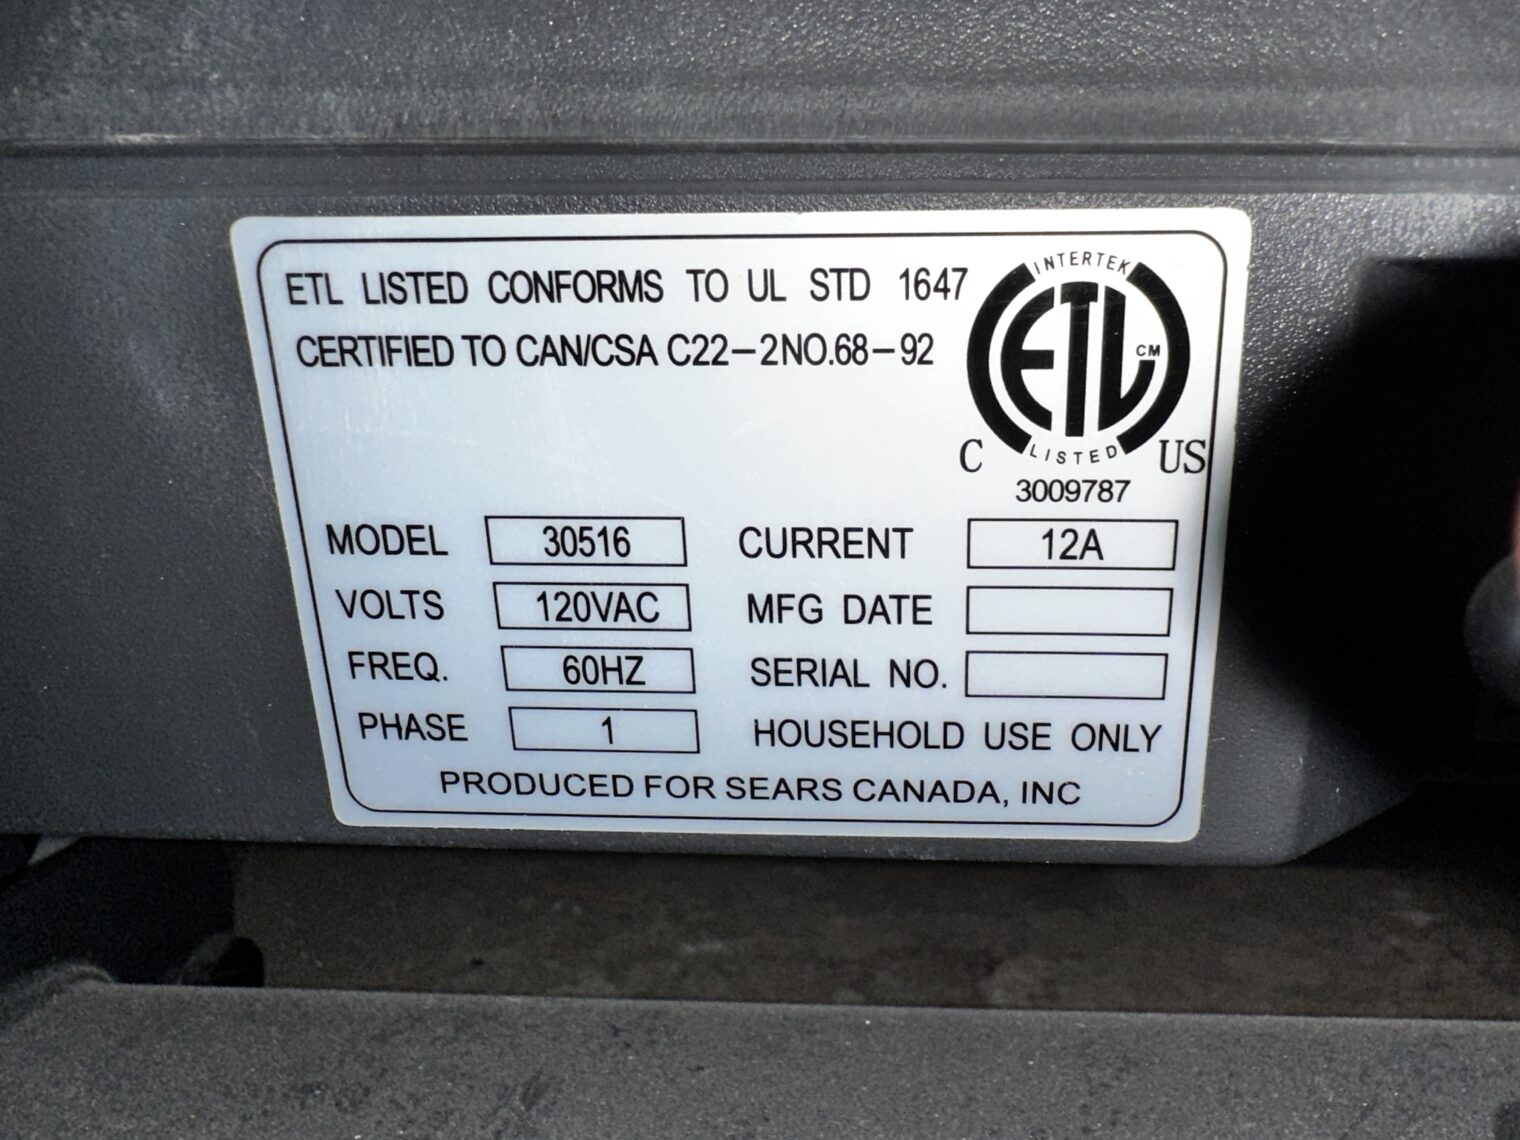 ETL LISTED CONFORMS TO UL STD 1647
CERTIFIED TO CAN/CSA C22-2NO.68-92
INTERTEK
ETL CM
LISTED
C US
3009787
MODEL 30516 CURRENT 12A
VOLTS 120VAC MFG DATE
FREQ. 60HZ SERIAL NO.
PHASE 1 HOUSEHOLD USE ONLY
PRODUCED FOR SEARS CANADA, INC